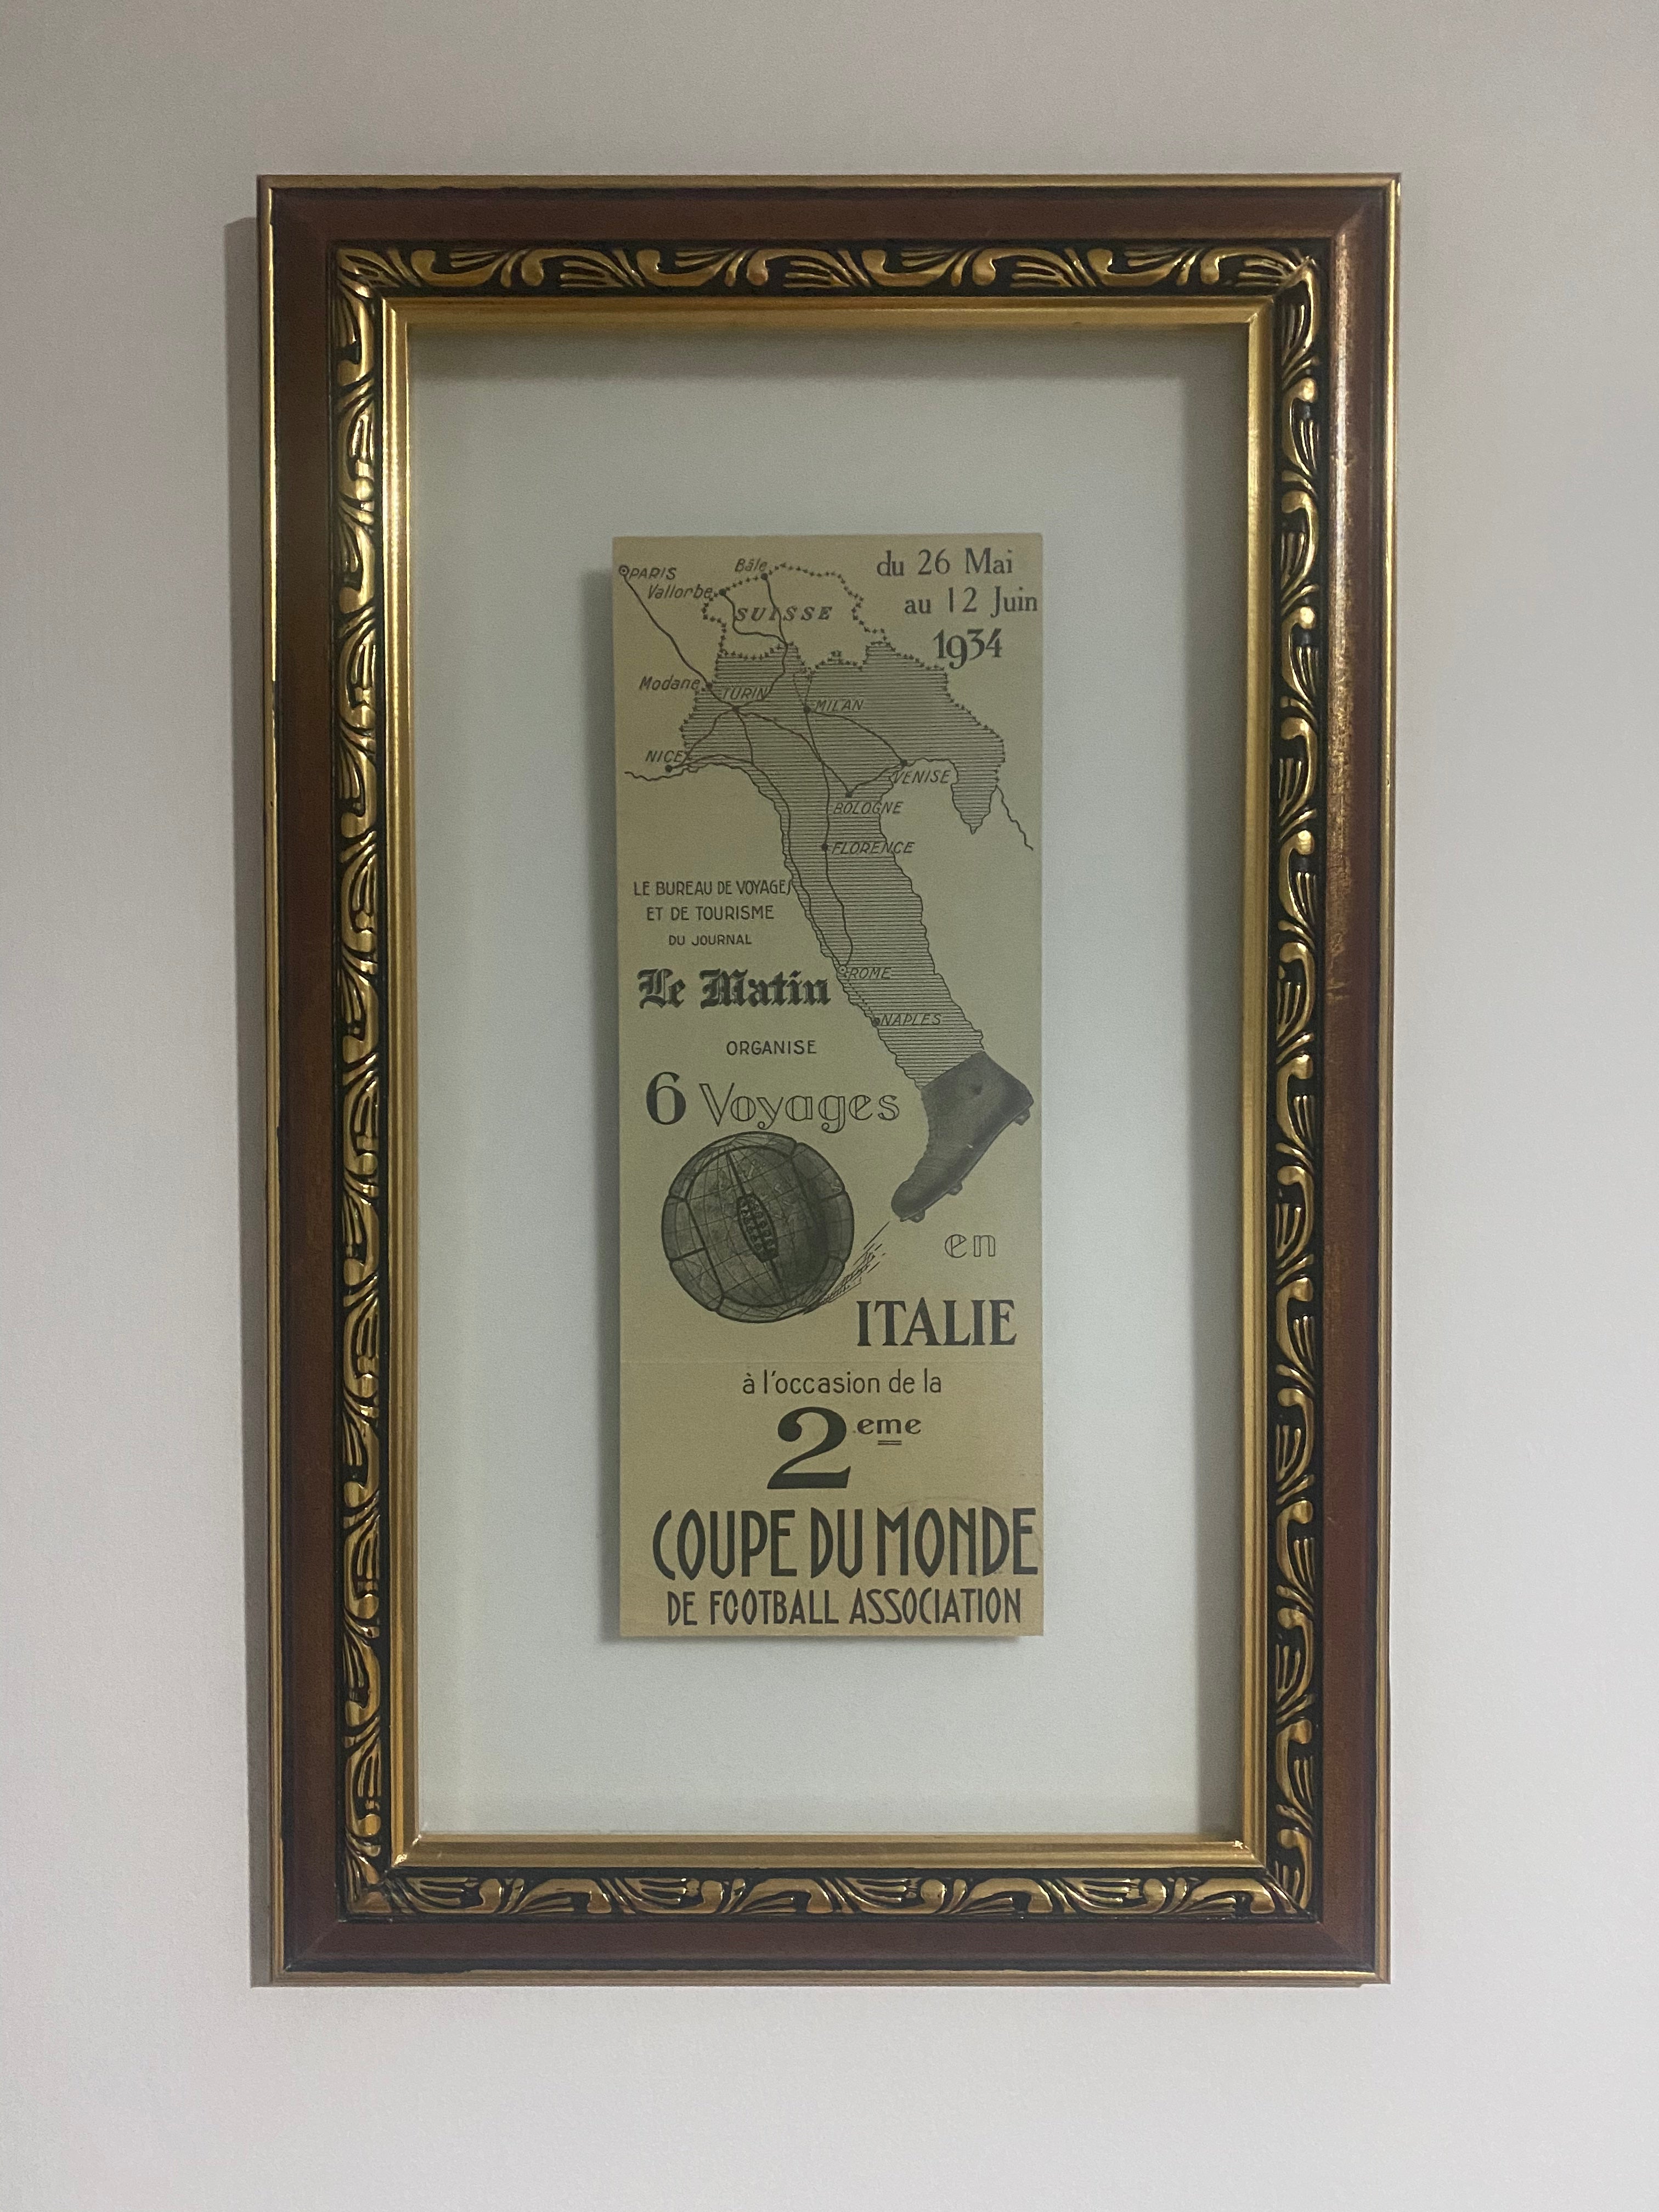 du 26 Mai
au 12 Juin
1934
PARIS
Bâle
Vallorbe
SUISSE
Modane
TURIN
MILAN
NICE
VENISE
BOLOGNE
FLORENCE
LE BUREAU DE VOYAGES
ET DE TOURISME
DU JOURNAL
Le Matin
ROME
NAPLES
ORGANISE
6 Voyages
en
ITALIE
à l'occasion de la
2eme
COUPE DU MONDE
DE FOOTBALL ASSOCIATION